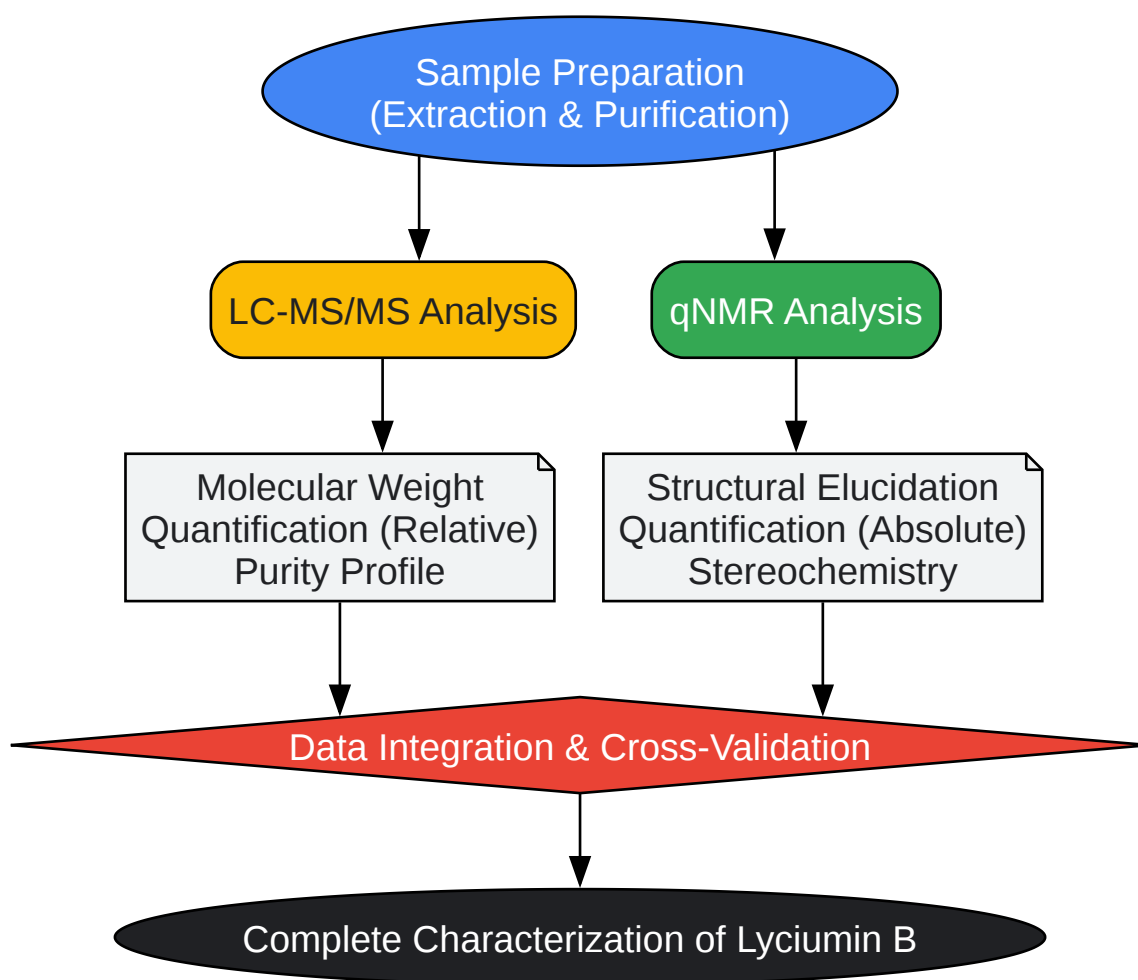 Sample Preparation
(Extraction & Purification)
LC-MS/MS Analysis
qNMR Analysis
Molecular Weight
Quantification (Relative)
Purity Profile
Structural Elucidation
Quantification (Absolute)
Stereochemistry
Data Integration & Cross-Validation
Complete Characterization of Lyciumin B